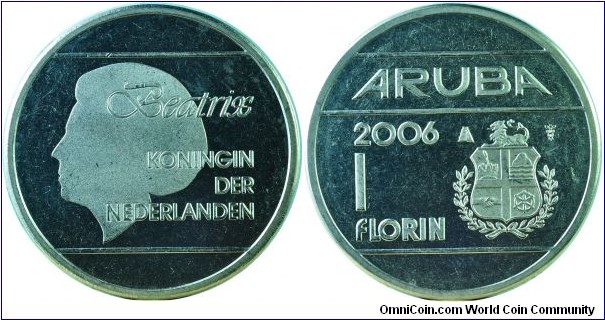 Beatrix
KONINGIN
DER
NEDERLANDEN
ARUBA
2006 A
1
FLORIN
OmniCoin.com World Coin Community